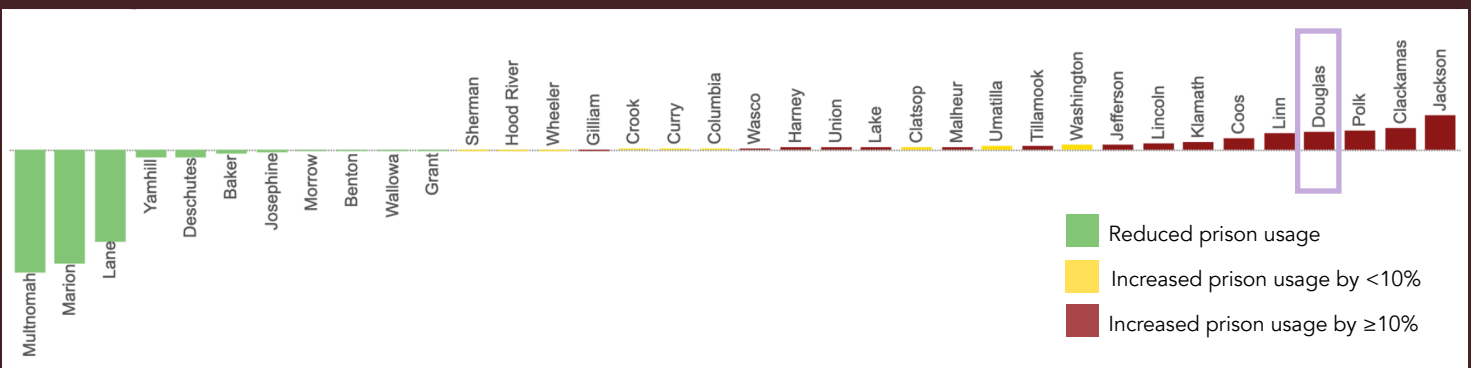 Multnomah
Marion
Lane
Yamhill
Deschutes
Baker
Josephine
Morrow
Benton
Wallowa
Grant
Sherman
Hood River
Wheeler
Gilliam
Crook
Curry
Columbia
Wasco
Harney
Union
Lake
Clatsop
Malheur
Umatilla
Tillamook
Washington
Jefferson
Lincoln
Klamath
Coos
Linn
Douglas
Polk
Clackamas
Jackson
Reduced prison usage
Increased prison usage by <10%
Increased prison usage by ≥10%